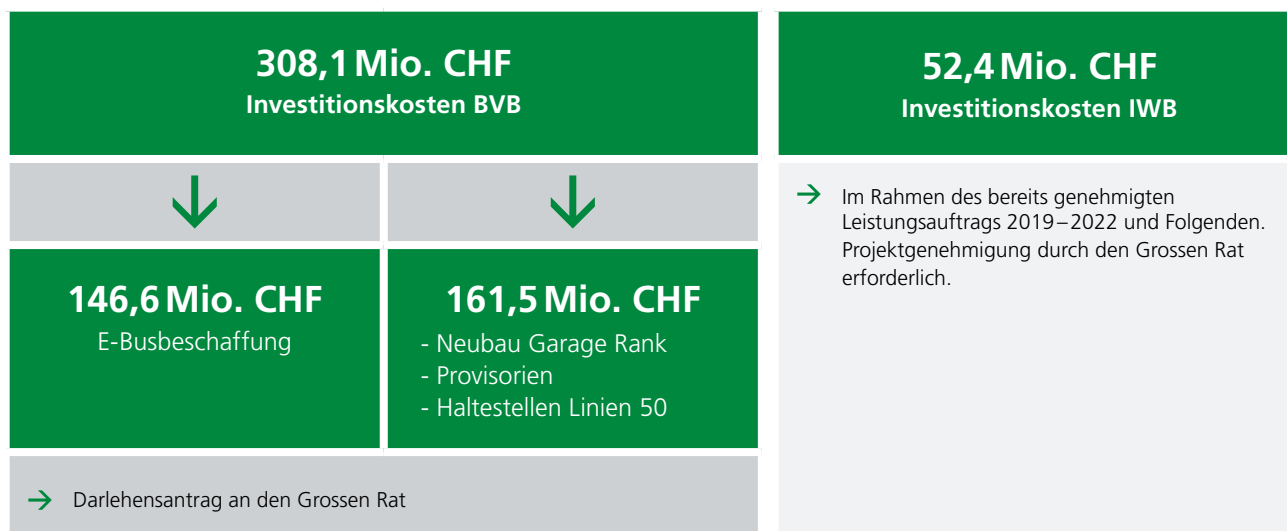 308,1 Mio. CHF
Investitionskosten BVB
146,6 Mio. CHF
E-Busbeschaffung
161,5 Mio. CHF
- Neubau Garage Rank
- Provisorien
- Haltestellen Linien 50
→ Darlehensantrag an den Grossen Rat
52,4 Mio. CHF
Investitionskosten IWB
→ Im Rahmen des bereits genehmigten
Leistungsauftrags 2019–2022 und Folgenden.
Projektgenehmigung durch den Grossen Rat
erforderlich.